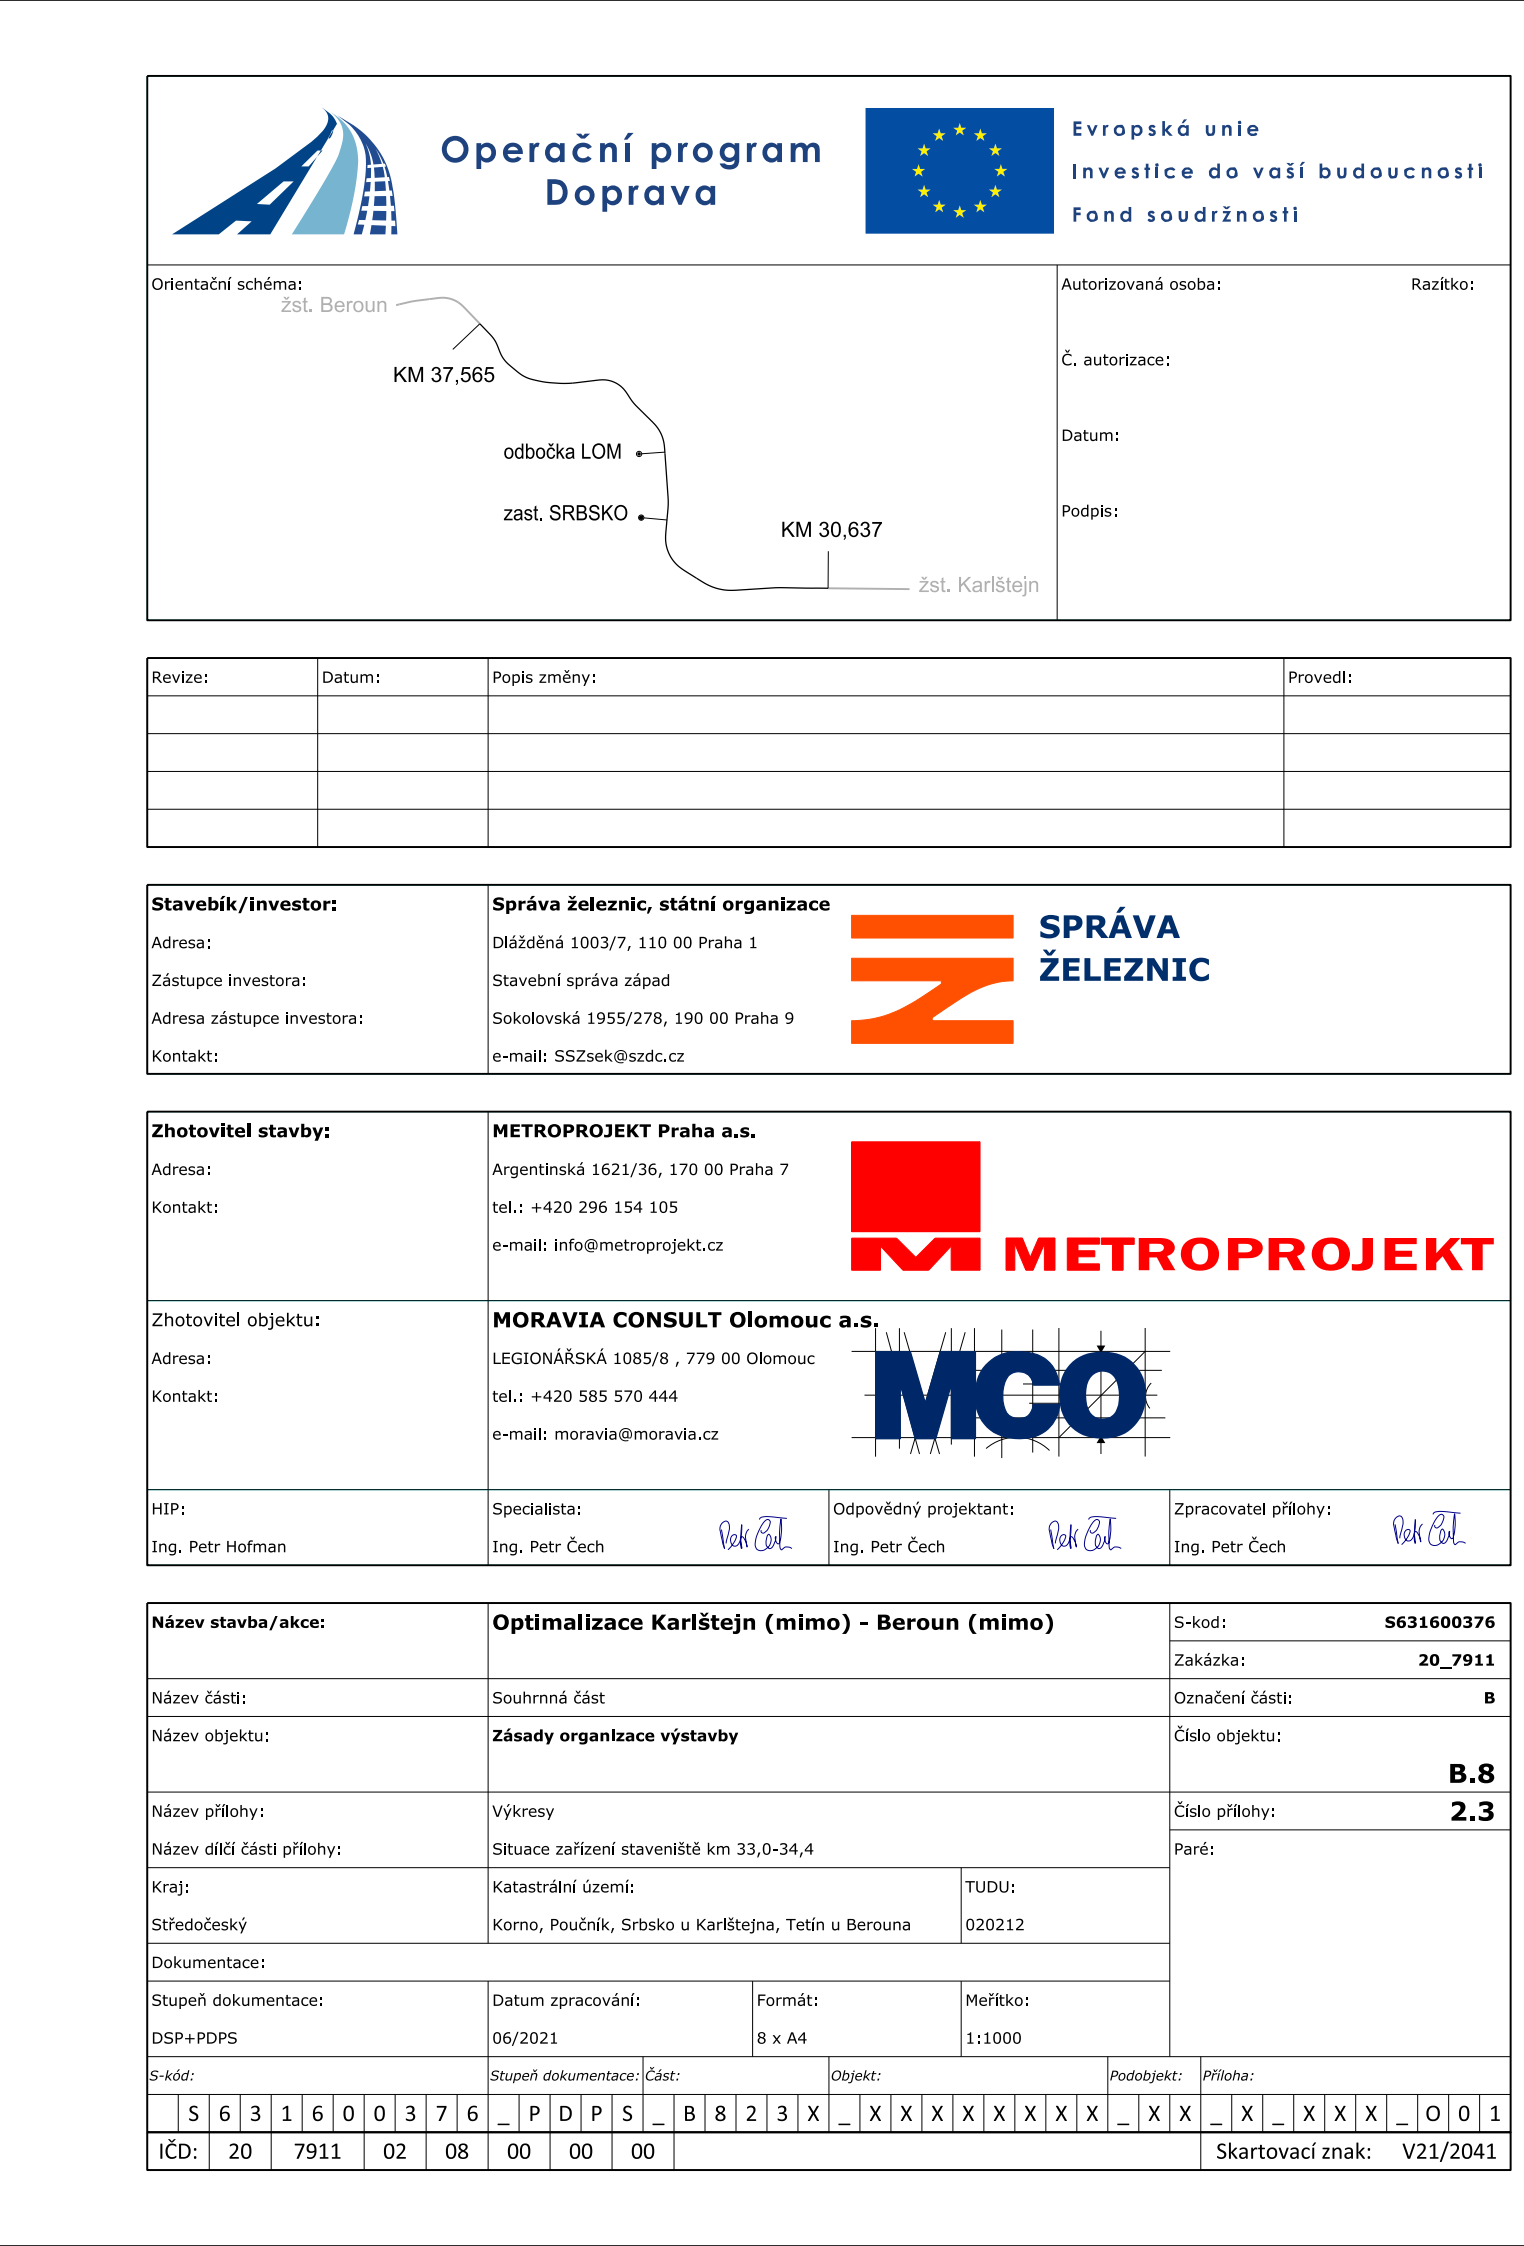 Operační program
Doprava
Evropská unie
Investice do vaší budoucnosti
Fond soudržnosti
Orientační schéma:
žst. Beroun
KM 37,565
odbočka LOM
zast. SRBSKO
KM 30,637
žst. Karlštejn
Autorizovaná osoba: Razítko:
Č. autorizace:
Datum:
Podpis:
Revize: Datum: Popis změny: Provedl:
Stavebík/investor: Správa železnic, státní organizace
Adresa: Dlážděná 1003/7, 110 00 Praha 1
Zástupce investora: Stavební správa západ
Adresa zástupce investora: Sokolovská 1955/278, 190 00 Praha 9
Kontakt: e-mail: SSZsek@szdc.cz
SPRÁVA
ŽELEZNIC
Zhotovitel stavby: METROPROJEKT Praha a.s.
Adresa: Argentinská 1621/36, 170 00 Praha 7
Kontakt: tel.: +420 296 154 105
e-mail: info@metroprojekt.cz
METROPROJEKT
Zhotovitel objektu: MORAVIA CONSULT Olomouc a.s.
Adresa: LEGIONÁŘSKÁ 1085/8 , 779 00 Olomouc
Kontakt: tel.: +420 585 570 444
e-mail: moravia@moravia.cz
MCO
HIP: Specialista: Odpovědný projektant: Zpracovatel přílohy:
Ing. Petr Hofman Ing. Petr Čech Petr Čech Ing. Petr Čech Petr Čech Ing. Petr Čech Petr Čech
Název stavba/akce: Optimalizace Karlštejn (mimo) - Beroun (mimo) S-kod: S631600376
Zakázka: 20_7911
Název části: Souhrnná část Označení části: B
Název objektu: Zásady organIzace výstavby Číslo objektu:
B.8
Název přílohy: Výkresy Číslo přílohy: 2.3
Název dílčí části přílohy: Situace zařízení staveniště km 33,0-34,4 Paré:
Kraj: Katastrální území: TUDU:
Středočeský Korno, Poučník, Srbsko u Karlštejna, Tetín u Berouna 020212
Dokumentace:
Stupeň dokumentace: Datum zpracování: Formát: Meřítko:
DSP+PDPS 06/2021 8 x A4 1:1000
S-kód: Stupeň dokumentace: Část: Objekt: Podobjekt: Příloha:
S 6 3 1 6 0 0 3 7 6 _ P D P S _ B 8 2 3 X _ X X X X X X X X _ X X _ X _ X X X _ O 0 1
IČD: 20 7911 02 08 00 00 00 Skartovací znak: V21/2041